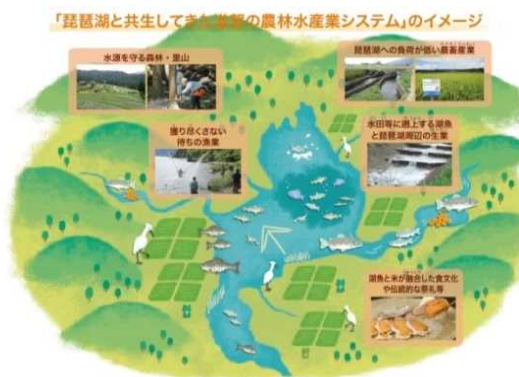 「琵琶湖と共生してきた滋賀の農林水産業システム」のイメージ
水源を守る森林・里山
琵琶湖への負荷が低い農畜産業
獲り尽くさない
待ちの漁業
水田等に遡上する湖魚
と琵琶湖周辺の生業
湖魚と米が融合した食文化
や伝統的な祭礼等